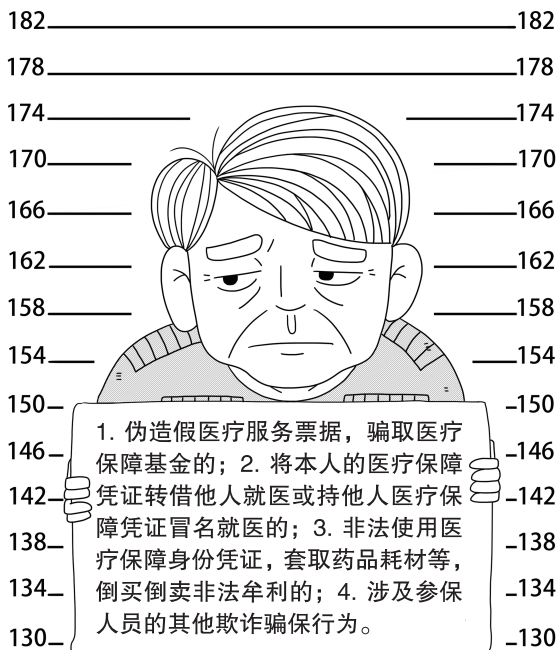 182 182
178 178
174 174
170 170
166 166
162 162
158 158
154 154
150 150
146 146
142 142
138 138
134 134
130 130
1. 伪造假医疗服务票据，骗取医疗
保障基金的；2. 将本人的医疗保障
凭证转借他人就医或持他人医疗保
障凭证冒名就医的；3. 非法使用医
疗保障身份凭证，套取药品耗材等，
倒买倒卖非法牟利的；4. 涉及参保
人员的其他欺诈骗保行为。